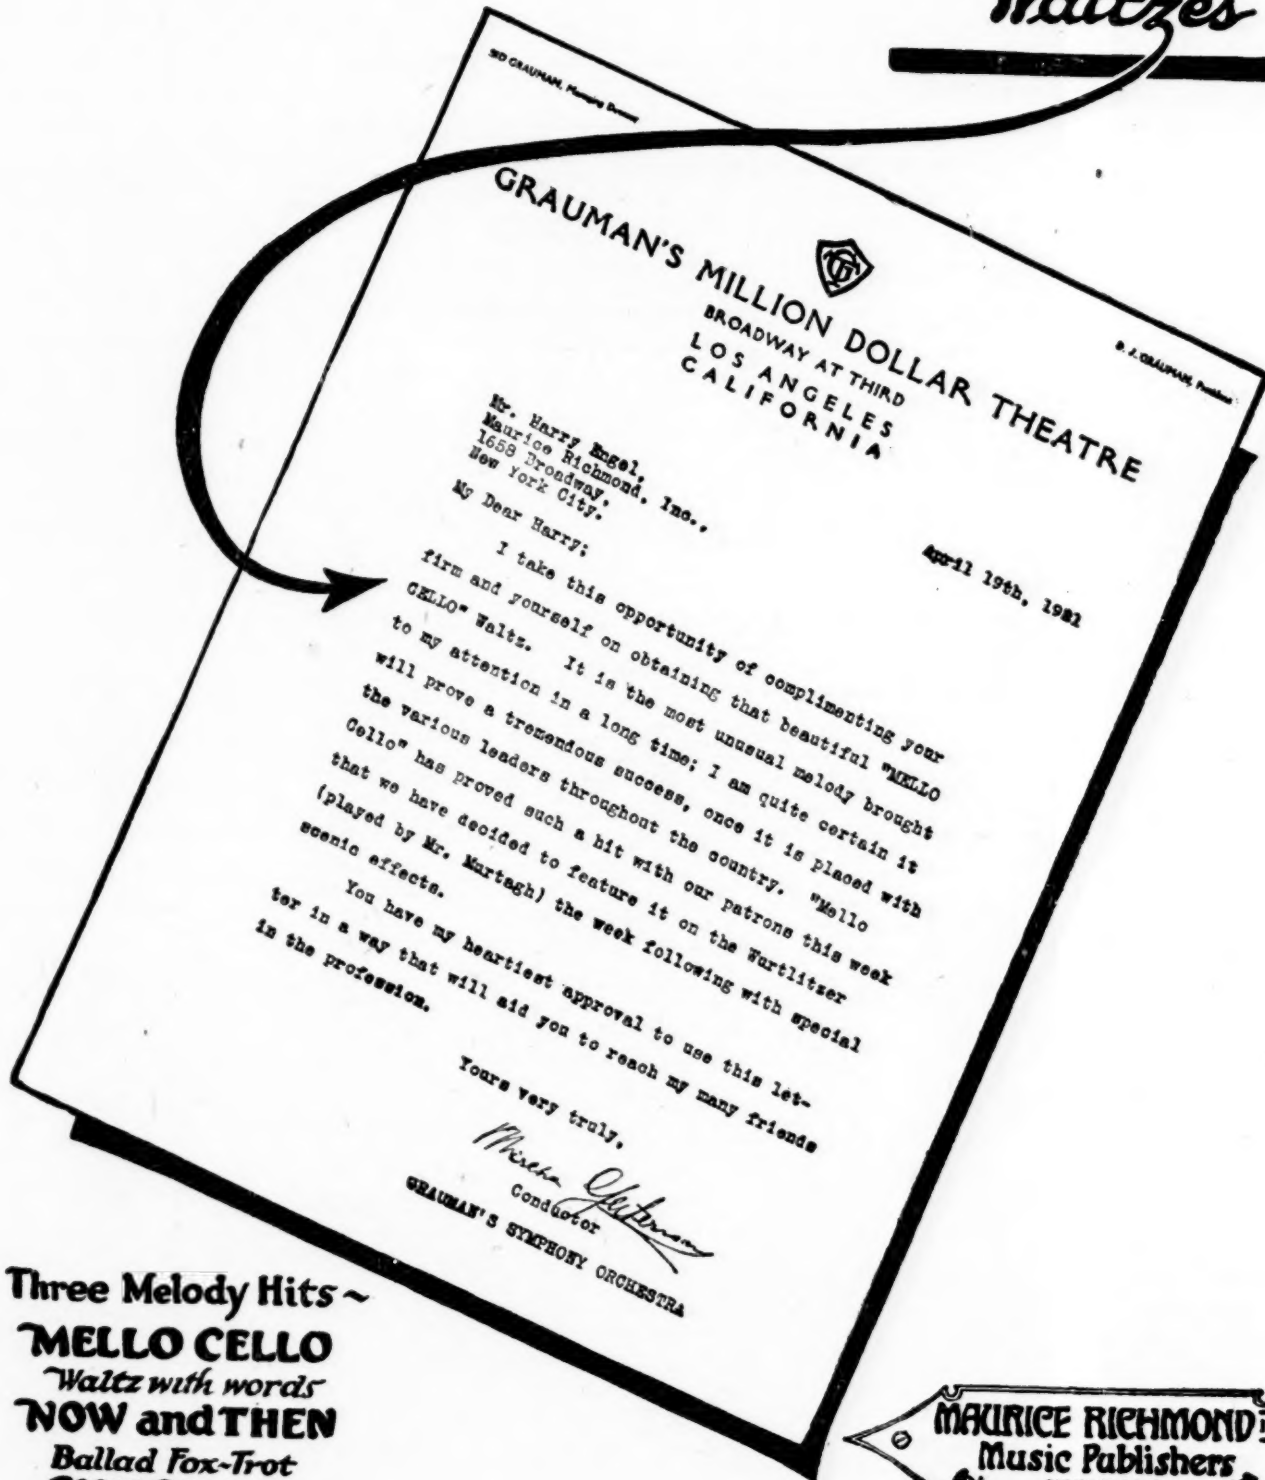 Waltzes
SID GRAUMAN, Managing Director
GRAUMAN'S MILLION DOLLAR THEATRE
BROADWAY AT THIRD
LOS ANGELES
CALIFORNIA
D. J. GRAUMAN, President
Mr. Harry Engel,
Maurice Richmond, Inc.,
1658 Broadway,
New York City.
April 19th, 1921
My Dear Harry;
I take this opportunity of complimenting your
firm and yourself on obtaining that beautiful "MELLO
CELLO" Waltz. It is the most unusual melody brought
to my attention in a long time; I am quite certain it
will prove a tremendous success, once it is placed with
the various leaders throughout the country. "Mello
Cello" has proved such a hit with our patrons this week
that we have decided to feature it on the Wurtlitzer
(played by Mr. Murtagh) the week following with special
scenic effects.
You have my heartiest approval to use this let-
ter in a way that will aid you to reach my many friends
in the profession.
Yours very truly,
Mischa
Conductor
GRAUMAN'S SYMPHONY ORCHESTRA
Three Melody Hits ~
MELLO CELLO
Waltz with words
NOW and THEN
Ballad Fox-Trot
MAURICE RICHMOND
Music Publishers